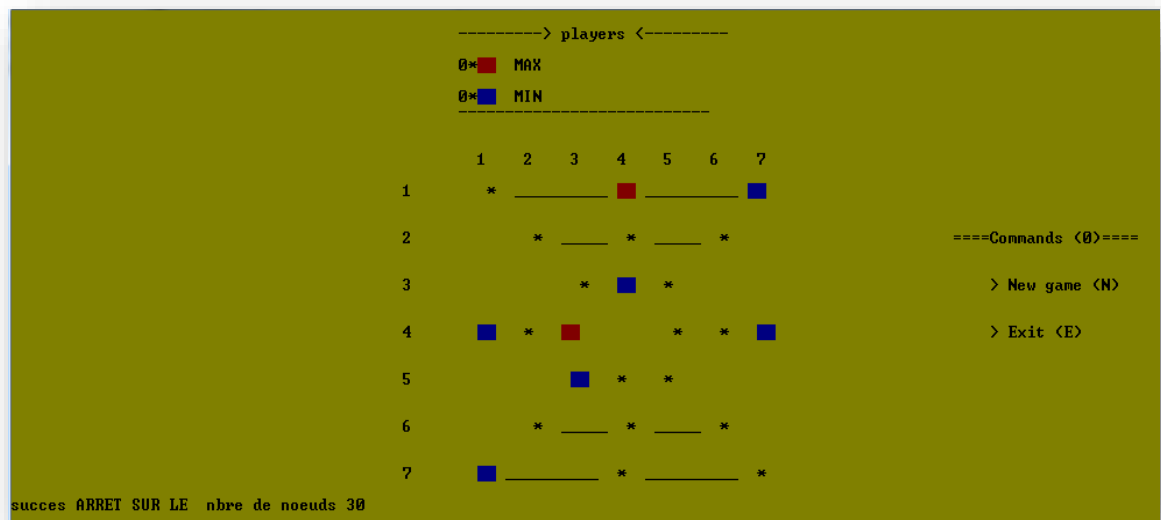 ---------> players <---------
0* MAX
0* MIN
---------------------------
1 2 3 4 5 6 7
1 * __________ __________
2 * _____ * _____ *
====Commands (0)====
3 * *
> New game (N)
4 * * *
> Exit (E)
5 * *
6 * _____ * _____ *
7 __________ * __________ *
succes ARRET SUR LE nbre de noeuds 30